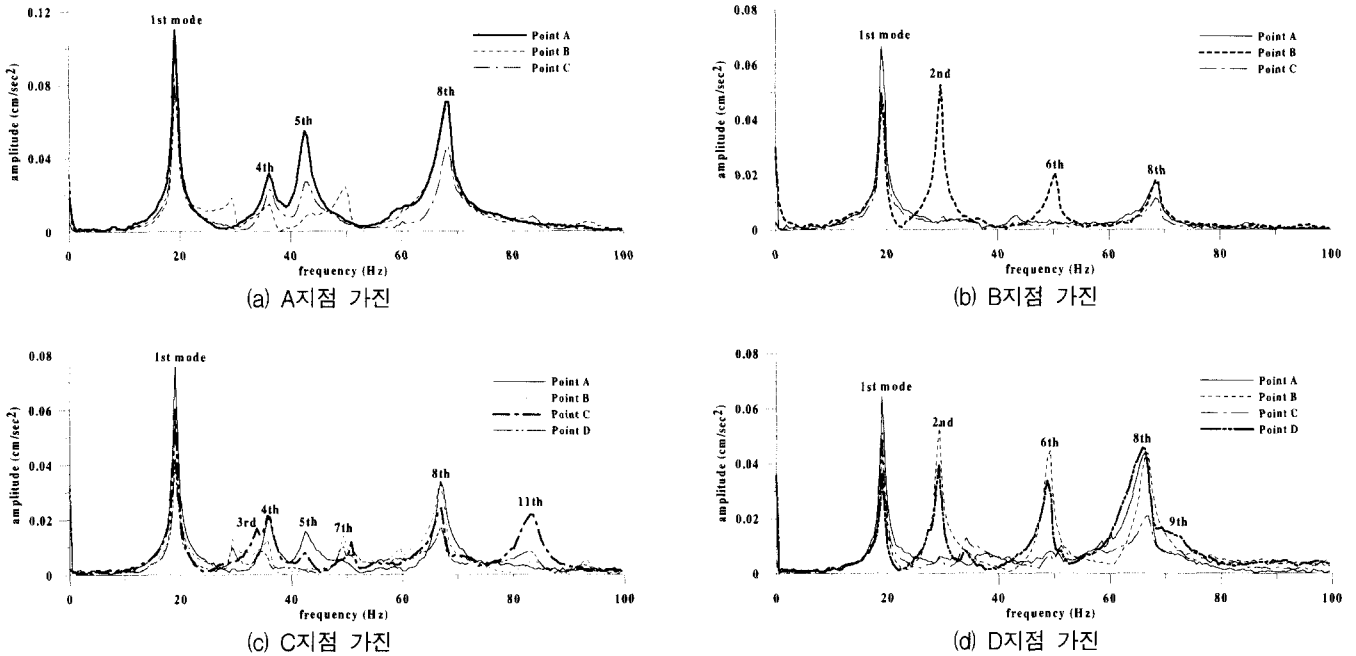 0.12
0.08
0.04
0
amplitude (cm/sec²)
1st mode
4th
5th
8th
Point A
Point B
Point C
0 20 40 60 80 100
frequency (Hz)
(a) A지점 가진
0.08
0.06
0.04
0.02
0
amplitude (cm/sec²)
1st mode
2nd
6th
8th
Point A
Point B
Point C
0 20 40 60 80 100
frequency (Hz)
(b) B지점 가진
0.08
0.06
0.04
0.02
0
amplitude (cm/sec²)
1st mode
3rd
4th
5th
7th
8th
11th
Point A
Point B
Point C
Point D
0 20 40 60 80 100
frequency (Hz)
(c) C지점 가진
0.08
0.06
0.04
0.02
0
amplitude (cm/sec²)
1st mode
2nd
6th
8th
9th
Point A
Point B
Point C
Point D
0 20 40 60 80 100
frequency (Hz)
(d) D지점 가진